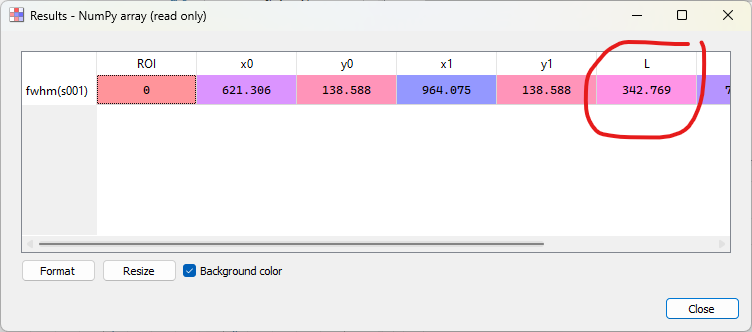 Results - NumPy array (read only)
ROI x0 y0 x1 y1 L
fwhm(s001) 0 621.306 138.588 964.075 138.588 342.769
Format Resize Background color
Close